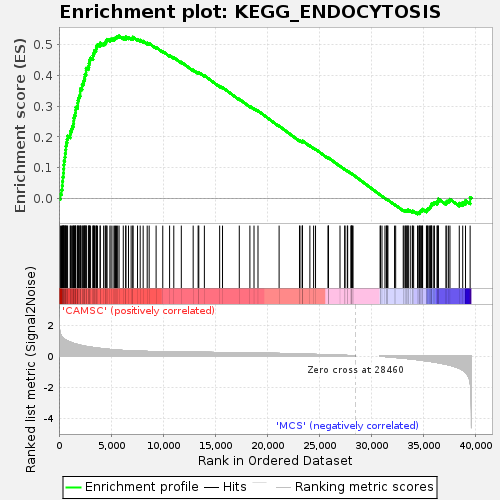 Enrichment plot: KEGG_ENDOCYTOSIS
Enrichment score (ES)
0.5
0.4
0.3
0.2
0.1
0.0
'CAMSC' (positively correlated)
Ranked list metric (Signal2Noise)
2
0
-2
-4
Zero cross at 28460
'MCS' (negatively correlated)
0 5,000 10,000 15,000 20,000 25,000 30,000 35,000 40,000
Rank in Ordered Dataset
Enrichment profile Hits Ranking metric scores